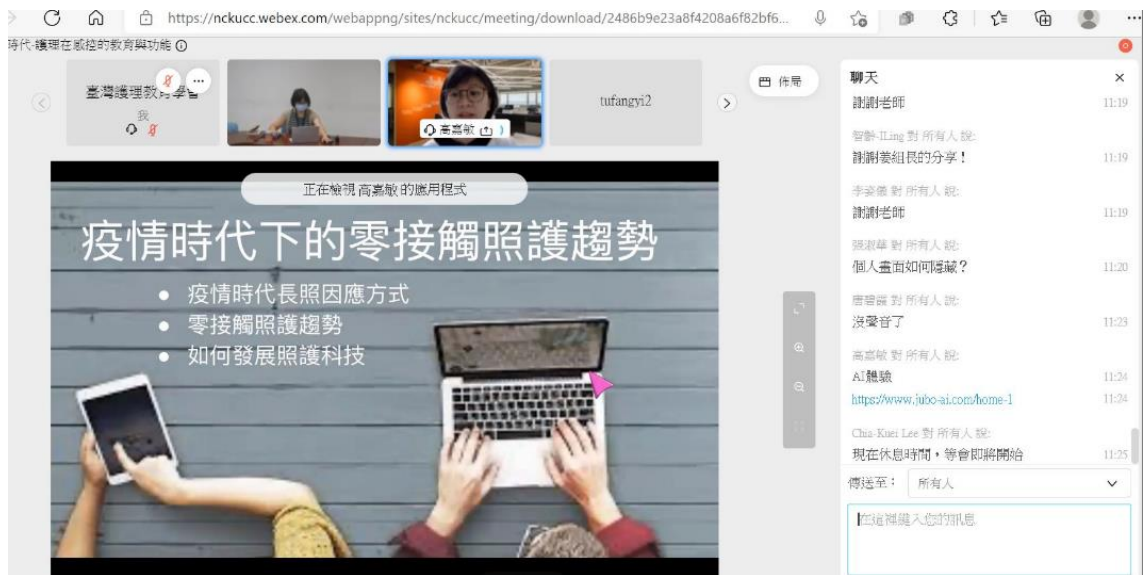 https://nckucc.webex.com/webappng/sites/nckucc/meeting/download/2486b9e23a8f4208a6f82bf6...
時代-護理在感控的教育與功能
臺灣護理教育學會
我
高嘉敏
tufangyi2
佈局
正在檢視 高嘉敏 的應用程式
疫情時代下的零接觸照護趨勢
• 疫情時代長照因應方式
• 零接觸照護趨勢
• 如何發展照護科技
聊天
謝謝老師 11:19
智齡-ILing 對 所有人 說:
謝謝姜組長的分享! 11:19
李姿儀 對 所有人 說:
謝謝老師 11:19
張淑華 對 所有人 說:
個人畫面如何隱藏? 11:20
對 所有人 說:
沒聲音了 11:23
高嘉敏 對 所有人 說:
AI體驗 11:24
https://www.jubo-ai.com/home-1 11:24
Chia-Kuei Lee 對 所有人 說:
現在休息時間,等會即將開始 11:25
傳送至: 所有人
在這裡鍵入您的訊息